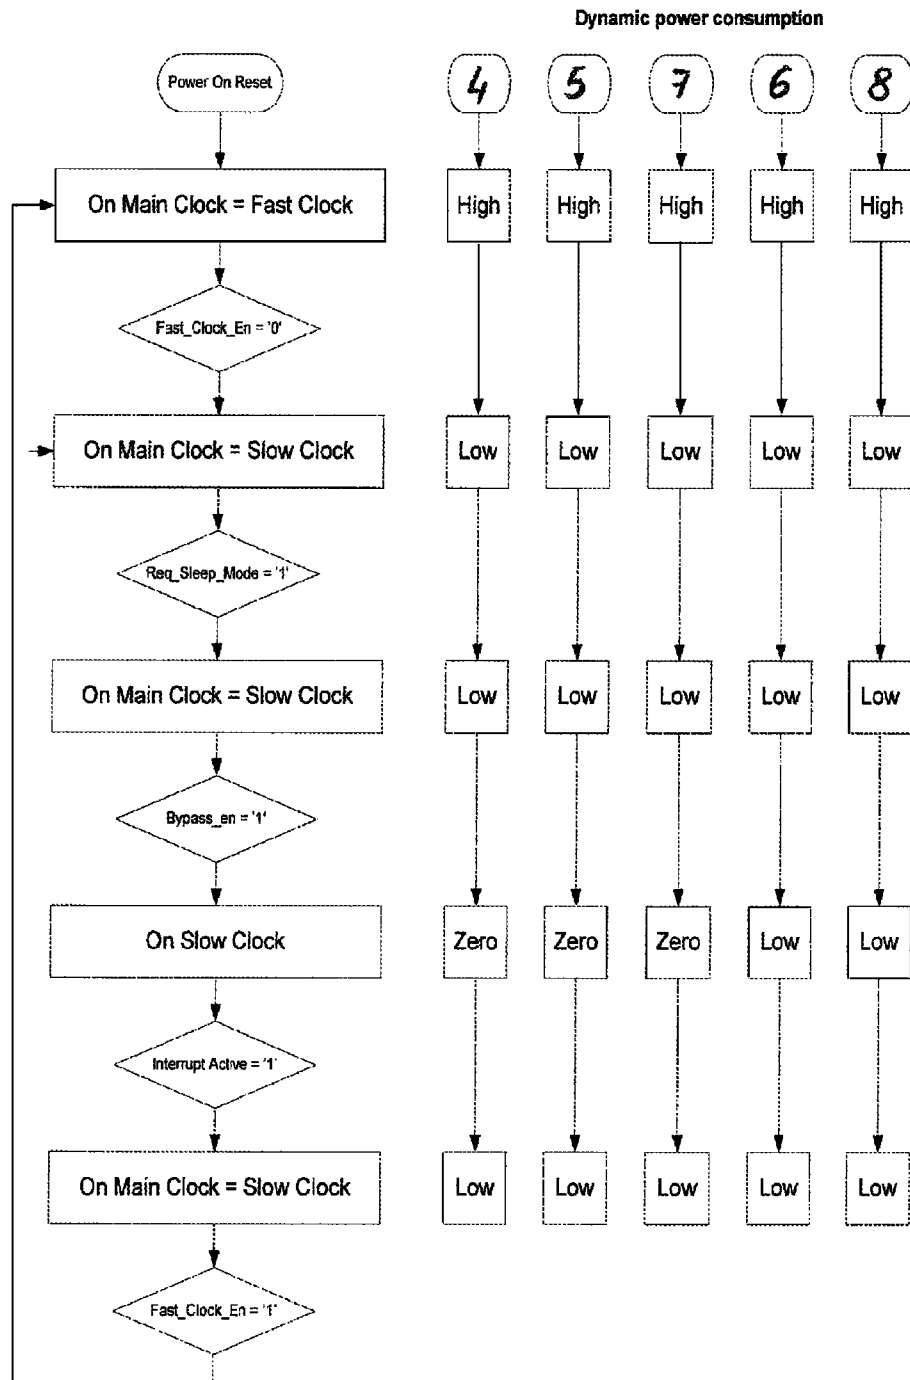 Dynamic power consumption
Power On Reset 4 5 7 6 8
On Main Clock = Fast Clock High High High High High
Fast_Clock_En = '0'
On Main Clock = Slow Clock Low Low Low Low Low
Req_Sleep_Mode = '1'
On Main Clock = Slow Clock Low Low Low Low Low
Bypass_en = '1'
On Slow Clock Zero Zero Zero Low Low
Interrupt Active = '1'
On Main Clock = Slow Clock Low Low Low Low Low
Fast_Clock_En = '1'